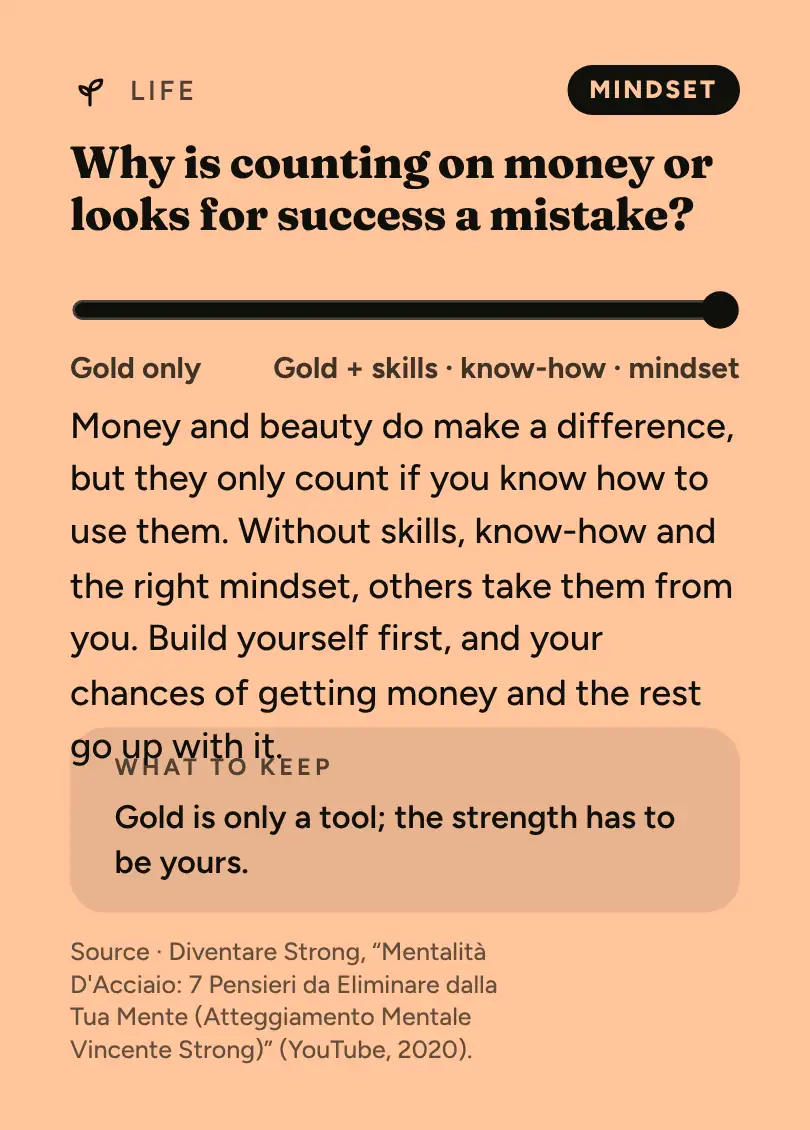 LIFE
MINDSET
Why is counting on money or
looks for success a mistake?
Gold only
Gold + skills · know-how · mindset
Money and beauty do make a difference,
but they only count if you know how to
use them. Without skills, know-how and
the right mindset, others take them from
you. Build yourself first, and your
chances of getting money and the rest
go up with it.
WHAT TO KEEP
Gold is only a tool; the strength has to
be yours.
Source · Diventare Strong, “Mentalità
D'Acciaio: 7 Pensieri da Eliminare dalla
Tua Mente (Atteggiamento Mentale
Vincente Strong)” (YouTube, 2020).